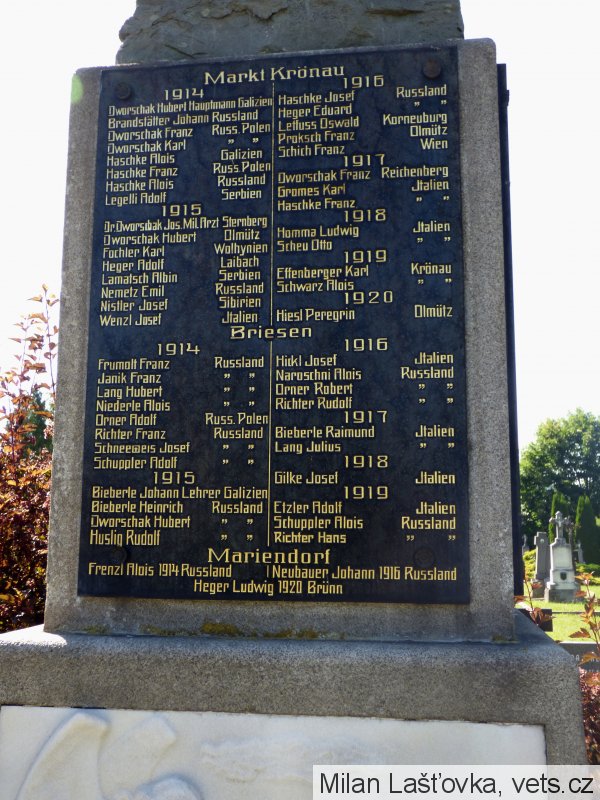 Markt Krönau
1914
Dworschak Hubert Hauptmann Galizien
Brandstätter Johann Russland
Dworschak Franz Russ. Polen
Dworschak Karl " "
Haschke Alois Galizien
Haschke Franz Russ. Polen
Haschke Alois Russland
Legelli Adolf Serbien
1915
Dr. Dworschak Jos. Mil. Arzt Sternberg
Dworschak Hubert Olmütz
Fochler Karl Wolhynien
Heger Adolf Laibach
Lamatsch Albin Serbien
Nemetz Emil Russland
Nistler Josef Sibirien
Wenzl Josef Jtalien
1916
Haschke Josef Russland
Heger Eduard " "
Letfuss Oswald Korneuburg
Proksch Franz Olmütz
Schich Franz Wien
1917
Dworschak Franz Reichenberg
Gromes Karl Jtalien
Haschke Franz " "
1918
Homma Ludwig Jtalien
Scheu Otto " "
1919
Effenberger Karl Krönau
Schwarz Alois " "
1920
Hiesl Peregrin Olmütz
Briesen
1914
Frumolt Franz Russland
Janik Franz " "
Lang Hubert " "
Niederle Alois " "
Orner Adolf Russ. Polen
Richter Franz Russland
Schneeweis Josef " "
Schuppler Adolf " "
1915
Bieberle Johann Lehrer Galizien
Bieberle Heinrich Russland
Dworschak Hubert " "
Huslig Rudolf " "
1916
Hickl Josef Jtalien
Naroschni Alois Russland
Orner Robert " "
Richter Rudolf " "
1917
Bieberle Raimund Jtalien
Lang Julius " "
1918
Gilke Josef Jtalien
1919
Etzler Adolf Jtalien
Schuppler Alois Russland
Richter Hans " "
Mariendorf
Frenzl Alois 1914 Russland Neubauer Johann 1916 Russland
Heger Ludwig 1920 Brünn
Milan Lašťovka, vets.cz